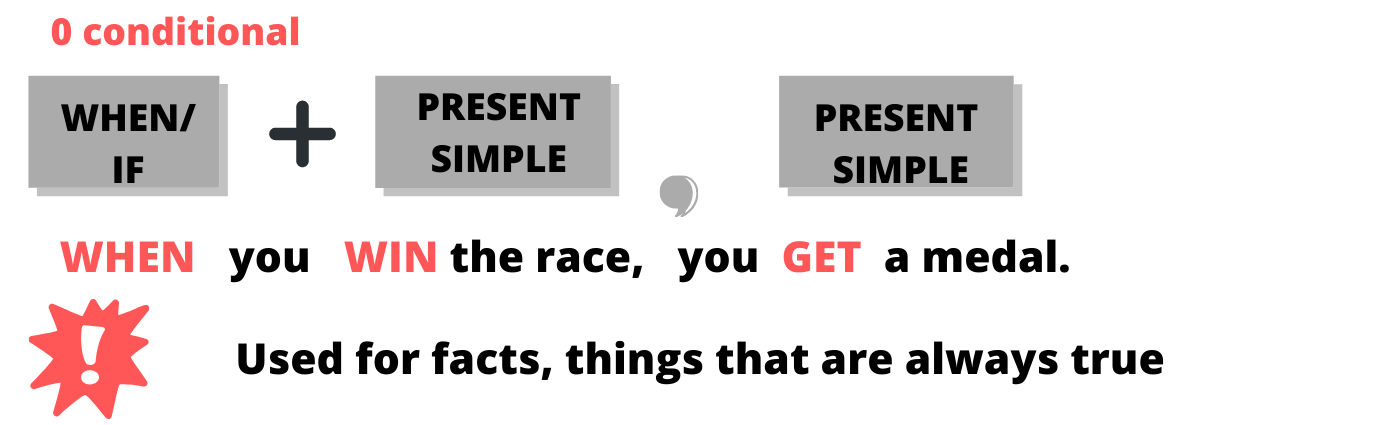 0 conditional
WHEN/
IF
+
PRESENT
SIMPLE
,
PRESENT
SIMPLE
WHEN you WIN the race, you GET a medal.
! Used for facts, things that are always true